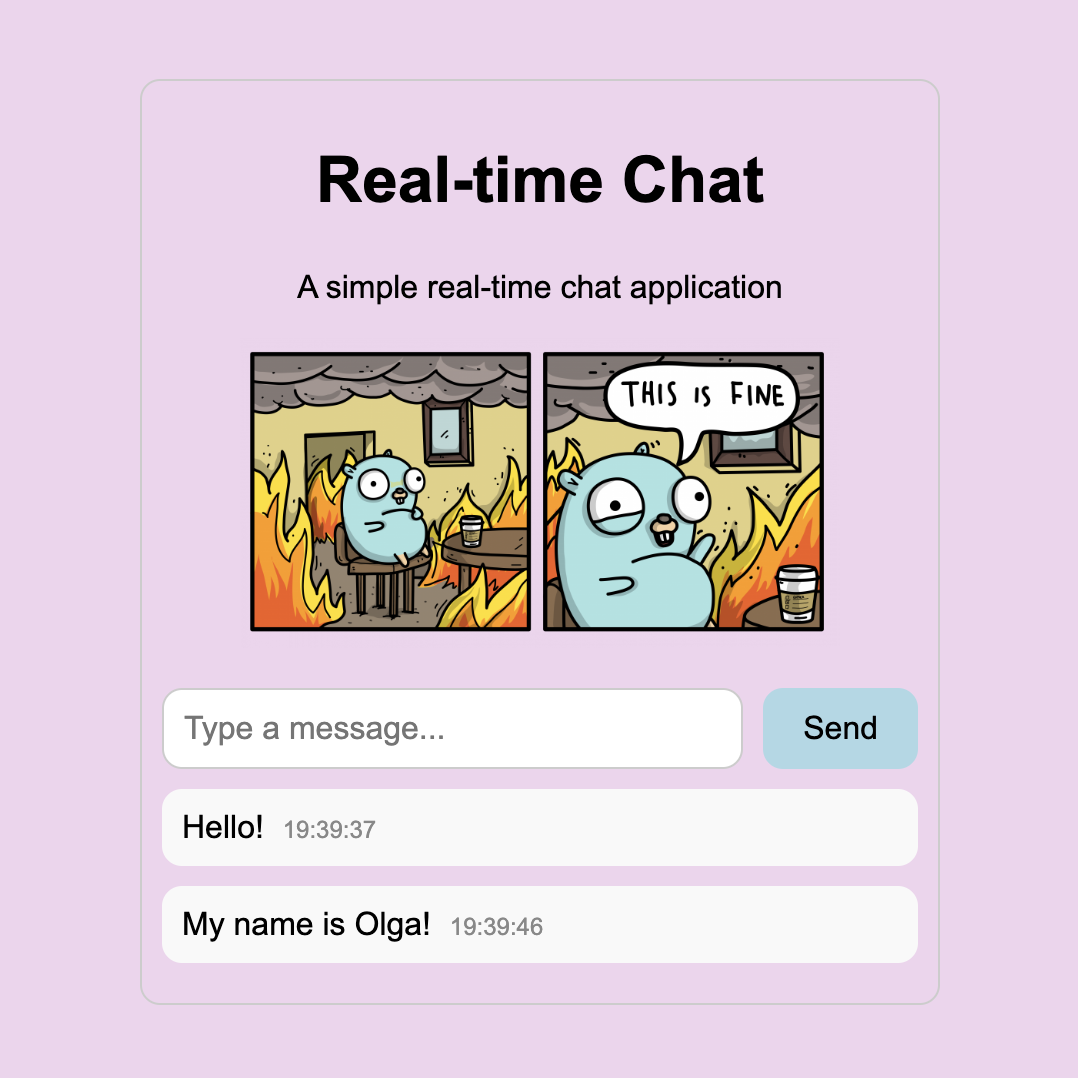 Real-time Chat
A simple real-time chat application
THIS IS FINE
Type a message...
Send
Hello! 19:39:37
My name is Olga! 19:39:46